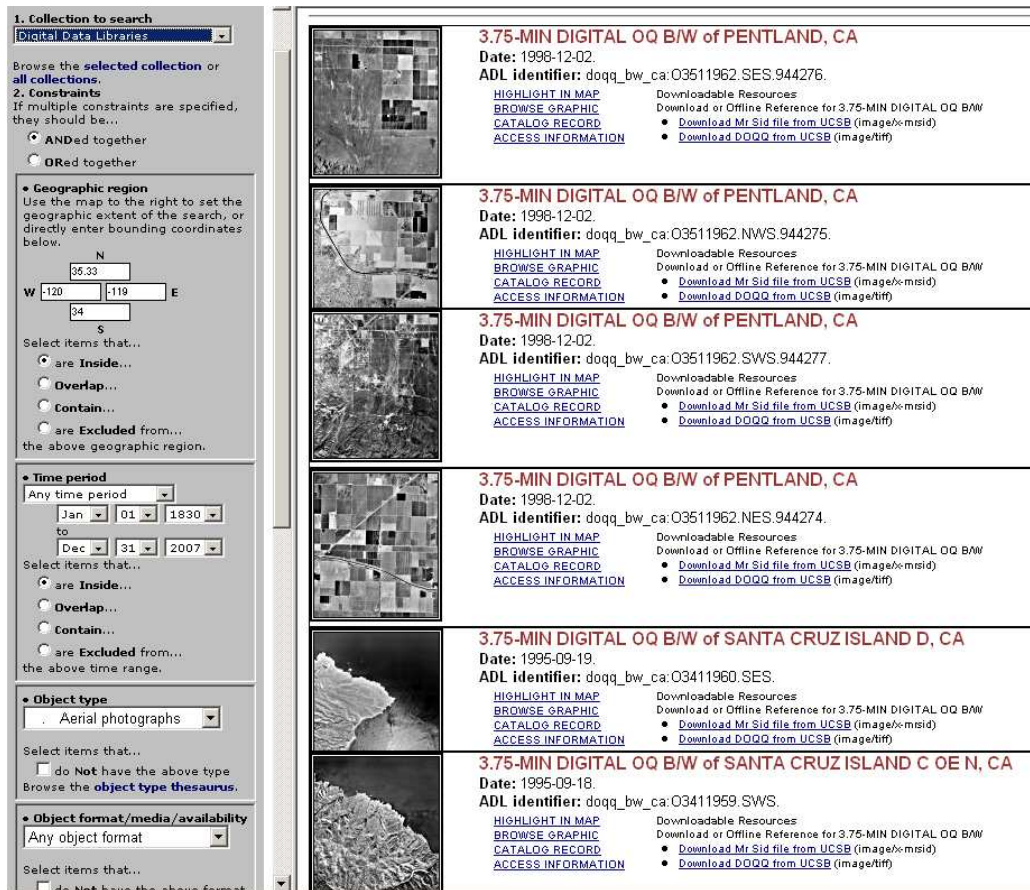 1. Collection to search
Digital Data Libraries
Browse the selected collection or
all collections.
2. Constraints
If multiple constraints are specified,
they should be...
ANDed together
ORed together
• Geographic region
Use the map to the right to set the
geographic extent of the search, or
directly enter bounding coordinates
below.
N
35.33
W -120 -119 E
34
S
Select items that...
are Inside...
Overlap...
Contain...
are Excluded from...
the above geographic region.
• Time period
Any time period
Jan 01 1830
to
Dec 31 2007
Select items that...
are Inside...
Overlap...
Contain...
are Excluded from...
the above time range.
• Object type
. Aerial photographs
Select items that...
do Not have the above type
Browse the object type thesaurus.
• Object format/media/availability
Any object format
Select items that...
do Not have the above format
3.75-MIN DIGITAL OQ B/W of PENTLAND, CA
Date: 1998-12-02.
ADL identifier: doqq_bw_ca:O3511962.SES.944276.
HIGHLIGHT IN MAP Downloadable Resources
BROWSE GRAPHIC Download or Offline Reference for 3.75-MIN DIGITAL OQ B/W
CATALOG RECORD • Download Mr Sid file from UCSB (image/x-mrsid)
ACCESS INFORMATION • Download DOQQ from UCSB (image/tiff)
3.75-MIN DIGITAL OQ B/W of PENTLAND, CA
Date: 1998-12-02.
ADL identifier: doqq_bw_ca:O3511962.NWS.944275.
HIGHLIGHT IN MAP Downloadable Resources
BROWSE GRAPHIC Download or Offline Reference for 3.75-MIN DIGITAL OQ B/W
CATALOG RECORD • Download Mr Sid file from UCSB (image/x-mrsid)
ACCESS INFORMATION • Download DOQQ from UCSB (image/tiff)
3.75-MIN DIGITAL OQ B/W of PENTLAND, CA
Date: 1998-12-02.
ADL identifier: doqq_bw_ca:O3511962.SWS.944277.
HIGHLIGHT IN MAP Downloadable Resources
BROWSE GRAPHIC Download or Offline Reference for 3.75-MIN DIGITAL OQ B/W
CATALOG RECORD • Download Mr Sid file from UCSB (image/x-mrsid)
ACCESS INFORMATION • Download DOQQ from UCSB (image/tiff)
3.75-MIN DIGITAL OQ B/W of PENTLAND, CA
Date: 1998-12-02.
ADL identifier: doqq_bw_ca:O3511962.NES.944274.
HIGHLIGHT IN MAP Downloadable Resources
BROWSE GRAPHIC Download or Offline Reference for 3.75-MIN DIGITAL OQ B/W
CATALOG RECORD • Download Mr Sid file from UCSB (image/x-mrsid)
ACCESS INFORMATION • Download DOQQ from UCSB (image/tiff)
3.75-MIN DIGITAL OQ B/W of SANTA CRUZ ISLAND D, CA
Date: 1995-09-19.
ADL identifier: doqq_bw_ca:O3411960.SES.
HIGHLIGHT IN MAP Downloadable Resources
BROWSE GRAPHIC Download or Offline Reference for 3.75-MIN DIGITAL OQ B/W
CATALOG RECORD • Download Mr Sid file from UCSB (image/x-mrsid)
ACCESS INFORMATION • Download DOQQ from UCSB (image/tiff)
3.75-MIN DIGITAL OQ B/W of SANTA CRUZ ISLAND C OE N, CA
Date: 1995-09-18.
ADL identifier: doqq_bw_ca:O3411959.SWS.
HIGHLIGHT IN MAP Downloadable Resources
BROWSE GRAPHIC Download or Offline Reference for 3.75-MIN DIGITAL OQ B/W
CATALOG RECORD • Download Mr Sid file from UCSB (image/x-mrsid)
ACCESS INFORMATION • Download DOQQ from UCSB (image/tiff)